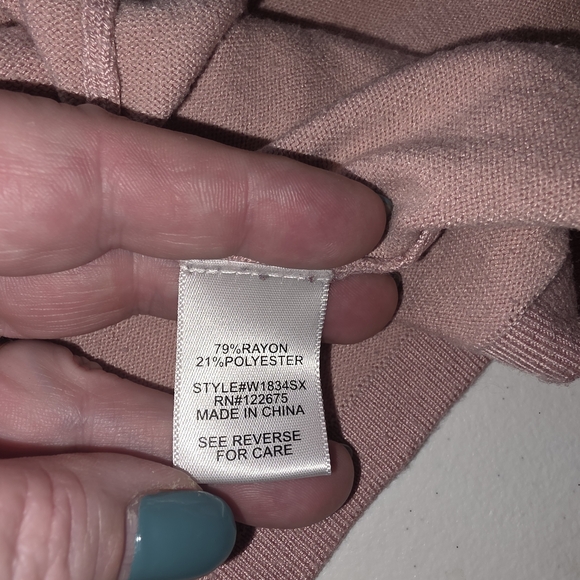 79%RAYON
21%POLYESTER
STYLE#W1834SX
RN#122675
MADE IN CHINA
SEE REVERSE
FOR CARE